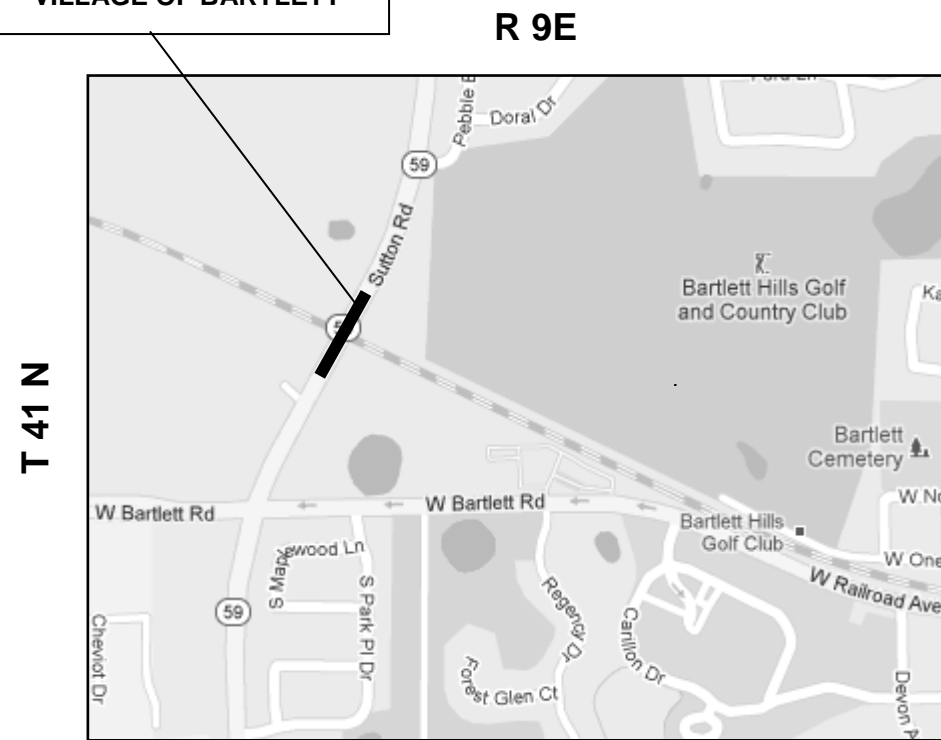 VILLAGE OF BARTLETT
R 9E
T 41 N
Pebble
Doral Dr
59
Sutton Rd
Bartlett Hills Golf
and Country Club
Bartlett
Cemetery
W Bartlett Rd
W Bartlett Rd
Bartlett Hills
Golf Club
W Railroad Ave
59
S Park Pl Dr
Regency Dr
Carillon Dr
Cheviot Dr
Forest Glen Ct
Devon